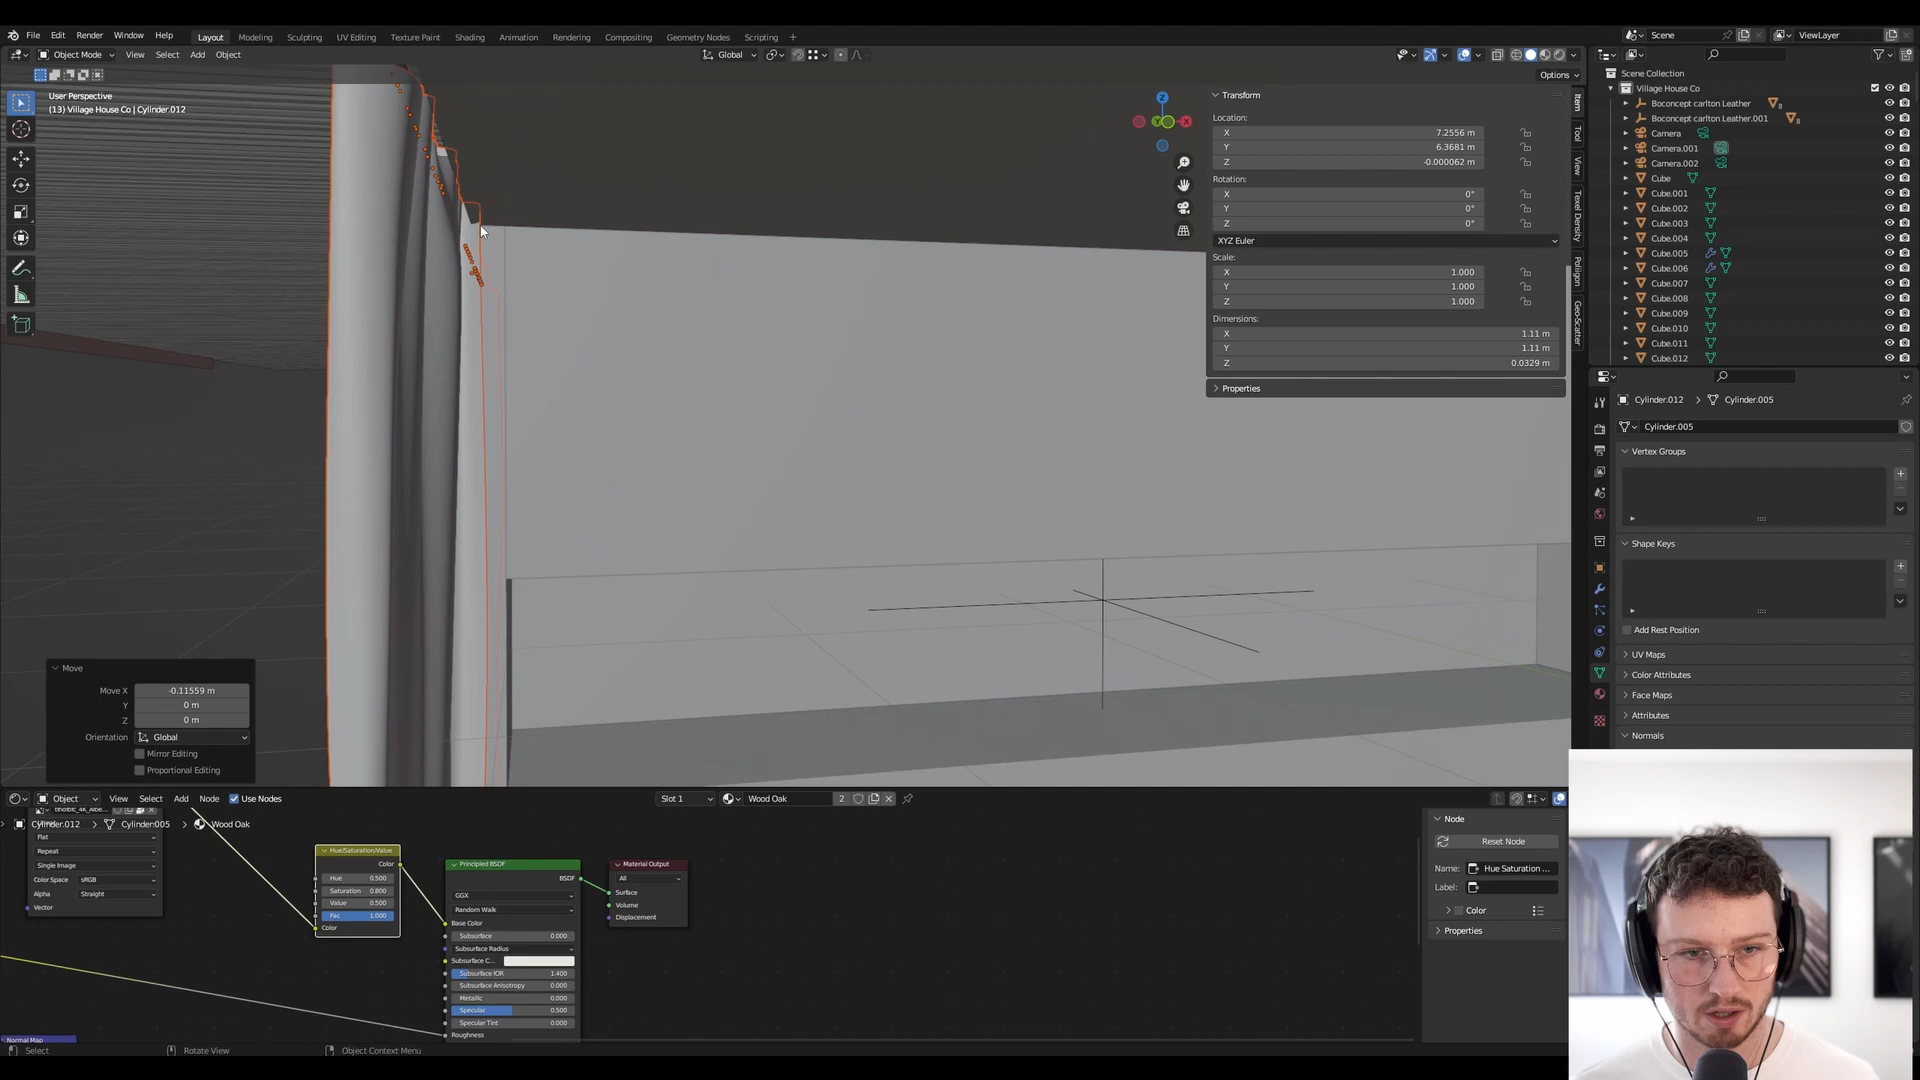 File Edit Render Window Help Layout Modeling Sculpting UV Editing Texture Paint Shading Animation Rendering Compositing Geometry Nodes Scripting + Scene ViewLayer
Object Mode View Select Add Object Global
Options
User Perspective
(13) Village House Co | Cylinder.012
Z
Y
X
Transform
Location:
X 7.2556 m
Y 6.3681 m
Z -0.000062 m
Rotation:
X 0°
Y 0°
Z 0°
XYZ Euler
Scale:
X 1.000
Y 1.000
Z 1.000
Dimensions:
X 1.11 m
Y 1.11 m
Z 0.0329 m
Properties
Item
Tool
View
Texel Density
Poliigon
Geo-Scatter
Scene Collection
Village House Co
Boconcept carlton Leather 8
Boconcept carlton Leather.001 8
Camera
Camera.001
Camera.002
Cube
Cube.001
Cube.002
Cube.003
Cube.004
Cube.005
Cube.006
Cube.007
Cube.008
Cube.009
Cube.010
Cube.011
Cube.012
Cylinder.012 > Cylinder.005
Cylinder.005
Vertex Groups
Shape Keys
Add Rest Position
UV Maps
Color Attributes
Face Maps
Attributes
Normals
Move
Move X -0.11559 m
Y 0 m
Z 0 m
Orientation Global
Mirror Editing
Proportional Editing
Object View Select Add Node Use Nodes Slot 1 Wood Oak 2
Cylinder.012 > Cylinder.005 > Wood Oak
Flat
Repeat
Single Image
Color Space sRGB
Alpha Straight
Vector
Hue/Saturation/Value
Color
Hue 0.500
Saturation 0.800
Value 0.500
Fac 1.000
Color
Principled BSDF
BSDF
GGX
Random Walk
Base Color
Subsurface 0.000
Subsurface Radius
Subsurface C...
Subsurface IOR 1.400
Subsurface Anisotropy 0.000
Metallic 0.000
Specular 0.500
Specular Tint 0.000
Roughness
Material Output
All
Surface
Volume
Displacement
Normal Map
Node
Reset Node
Name: Hue Saturation ...
Label:
Color
Properties
Select Rotate View Object Context Menu